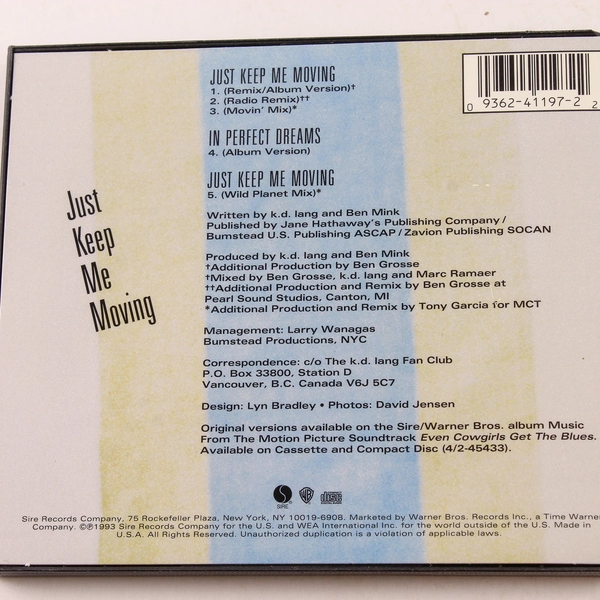 JUST KEEP ME MOVING
1. (Remix/Album Version)†
2. (Radio Remix)††
3. (Movin' Mix)*
0 9362-41197-2 2
IN PERFECT DREAMS
4. (Album Version)
JUST KEEP ME MOVING
5. (Wild Planet Mix)*
Just
Keep
Me
Moving
Written by k.d. lang and Ben Mink
Published by Jane Hathaway's Publishing Company/
Bumstead U.S. Publishing ASCAP/Zavion Publishing SOCAN
Produced by k.d. lang and Ben Mink
†Additional Production by Ben Grosse
†Mixed by Ben Grosse, k.d. lang and Marc Ramaer
††Additional Production and Remix by Ben Grosse at
Pearl Sound Studios, Canton, MI
*Additional Production and Remix by Tony Garcia for MCT
Management: Larry Wanagas
Bumstead Productions, NYC
Correspondence: c/o The k.d. lang Fan Club
P.O. Box 33800, Station D
Vancouver, B.C. Canada V6J 5C7
Design: Lyn Bradley • Photos: David Jensen
Original versions available on the Sire/Warner Bros. album Music
From The Motion Picture Soundtrack Even Cowgirls Get The Blues.
Available on Cassette and Compact Disc (4/2-45433).
SIRE
Sire Records Company, 75 Rockefeller Plaza, New York, NY 10019-6908. Marketed by Warner Bros. Records Inc., a Time Warner
Company. ©℗1993 Sire Records Company for the U.S. and WEA International Inc. for the world outside of the U.S. Made in
U.S.A. All Rights Reserved. Unauthorized duplication is a violation of applicable laws.